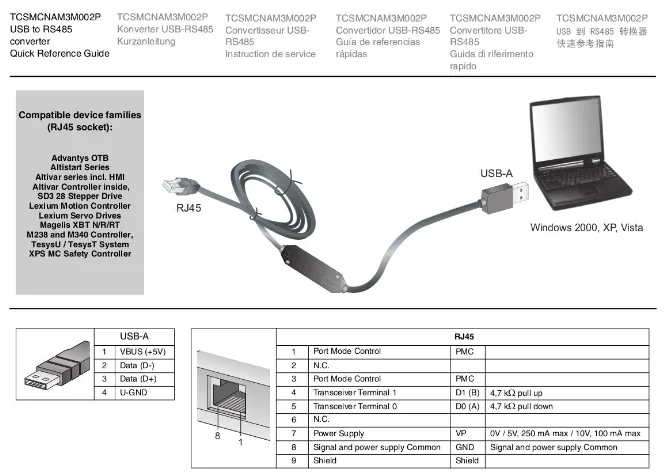 TCSMCNAM3M002P
USB to RS485
converter
Quick Reference Guide
TCSMCNAM3M002P
Konverter USB-RS485
Kurzanleitung
TCSMCNAM3M002P
Convertisseur USB-
RS485
Instruction de service
TCSMCNAM3M002P
Convertidor USB-RS485
Guía de referencias
rápidas
TCSMCNAM3M002P
Convertitore USB-
RS485
Guida di riferimento
rapido
TCSMCNAM3M002P
USB 到 RS485 转换器
快速参考指南
Compatible device families
(RJ45 socket):
Advantys OTB
Altistart Series
Altivar series incl. HMI
Altivar Controller inside,
SD3 28 Stepper Drive
Lexium Motion Controller
Lexium Servo Drives
Magelis XBT N/R/RT
M238 and M340 Controller,
TesysU / TesysT System
XPS MC Safety Controller
RJ45
USB-A
Windows 2000, XP, Vista
USB-A
1 VBUS (+5V)
2 Data (D-)
3 Data (D+)
4 U-GND
8 1
RJ45
1 Port Mode Control PMC
2 N.C.
3 Port Mode Control PMC
4 Transceiver Terminal 1 D1 (B) 4,7 kΩ pull up
5 Transceiver Terminal 0 D0 (A) 4,7 kΩ pull down
6 N.C.
7 Power Supply VP 0V / 5V, 250 mA max / 10V, 100 mA max
8 Signal and power supply Common GND Signal and power supply Common
9 Shield Shield